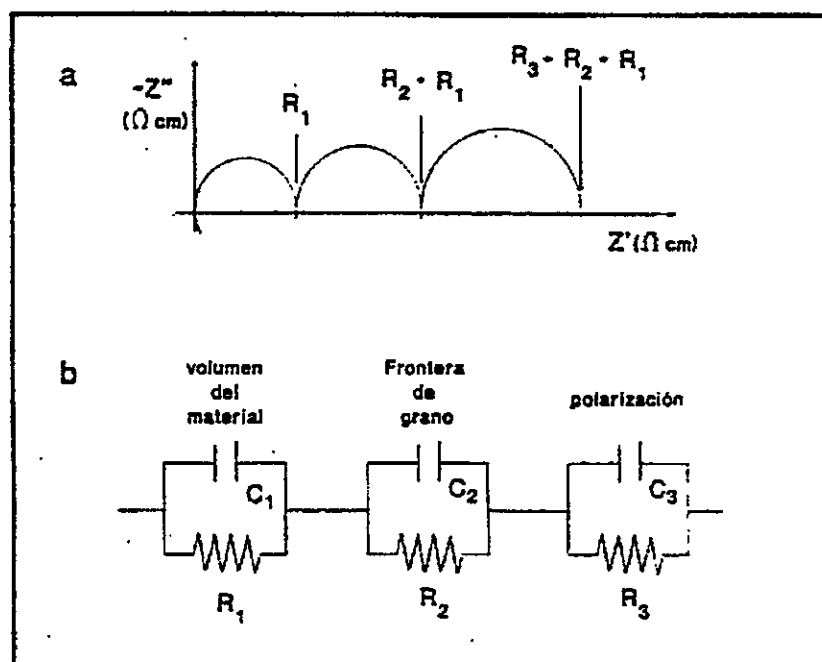 a
-Z"
(Ω cm)
R₁
R₂ + R₁
R₃ + R₂ + R₁
Z'(Ω cm)
b
volumen
del
material
Frontera
de
grano
polarización
C₁
C₂
C₃
R₁
R₂
R₃